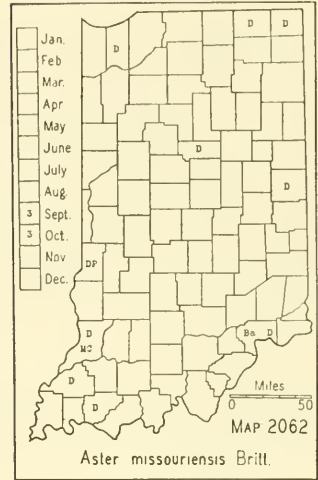 Jan.
Feb
Mar.
Apr
May
June
July
Aug.
3 Sept.
3 Oct.
Nov
Dec.
D D D
D
D
DP
D
MC
Ba D
D
D
Miles
0 50
MAP 2062
Aster missouriensis Britt.